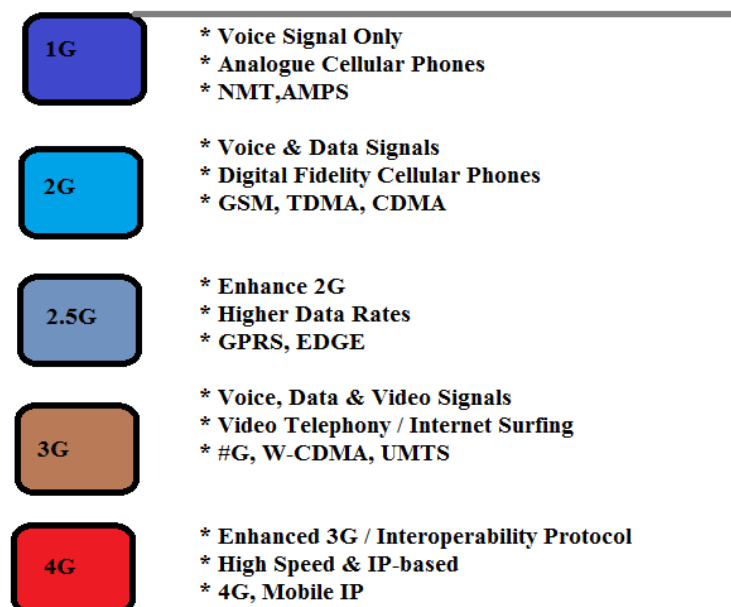 1G
* Voice Signal Only
* Analogue Cellular Phones
* NMT,AMPS
2G
* Voice & Data Signals
* Digital Fidelity Cellular Phones
* GSM, TDMA, CDMA
2.5G
* Enhance 2G
* Higher Data Rates
* GPRS, EDGE
3G
* Voice, Data & Video Signals
* Video Telephony / Internet Surfing
* #G, W-CDMA, UMTS
4G
* Enhanced 3G / Interoperability Protocol
* High Speed & IP-based
* 4G, Mobile IP